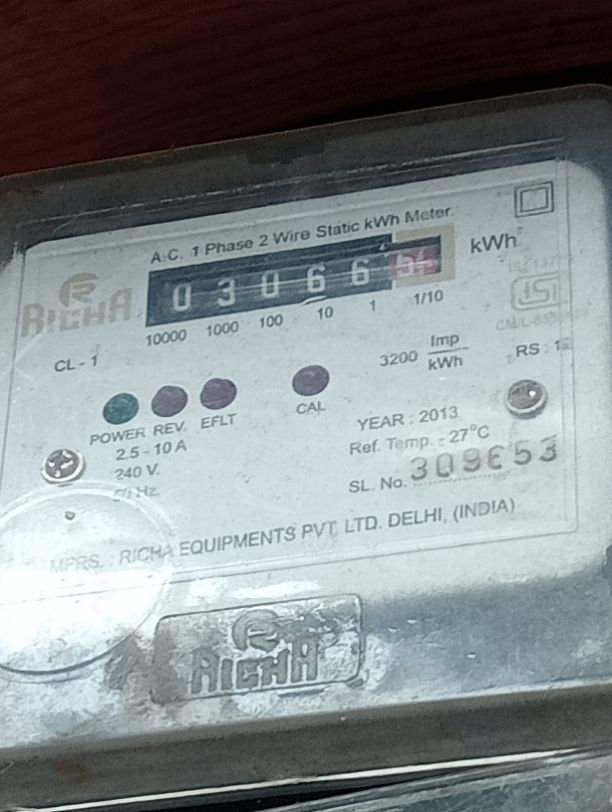 A.C. 1 Phase 2 Wire Static kWh Meter.
0 3 0 6 6
kWh
10000 1000 100 10 1 1/10
RICHA
CL - 1
3200 Imp/kWh
RS : 1
POWER REV. EFLT CAL
2.5 - 10 A
240 V.
50 Hz
YEAR : 2013
Ref. Temp. : 27°C
SL. No. 309653
MFRS. : RICHA EQUIPMENTS PVT. LTD. DELHI, (INDIA)
RICHA